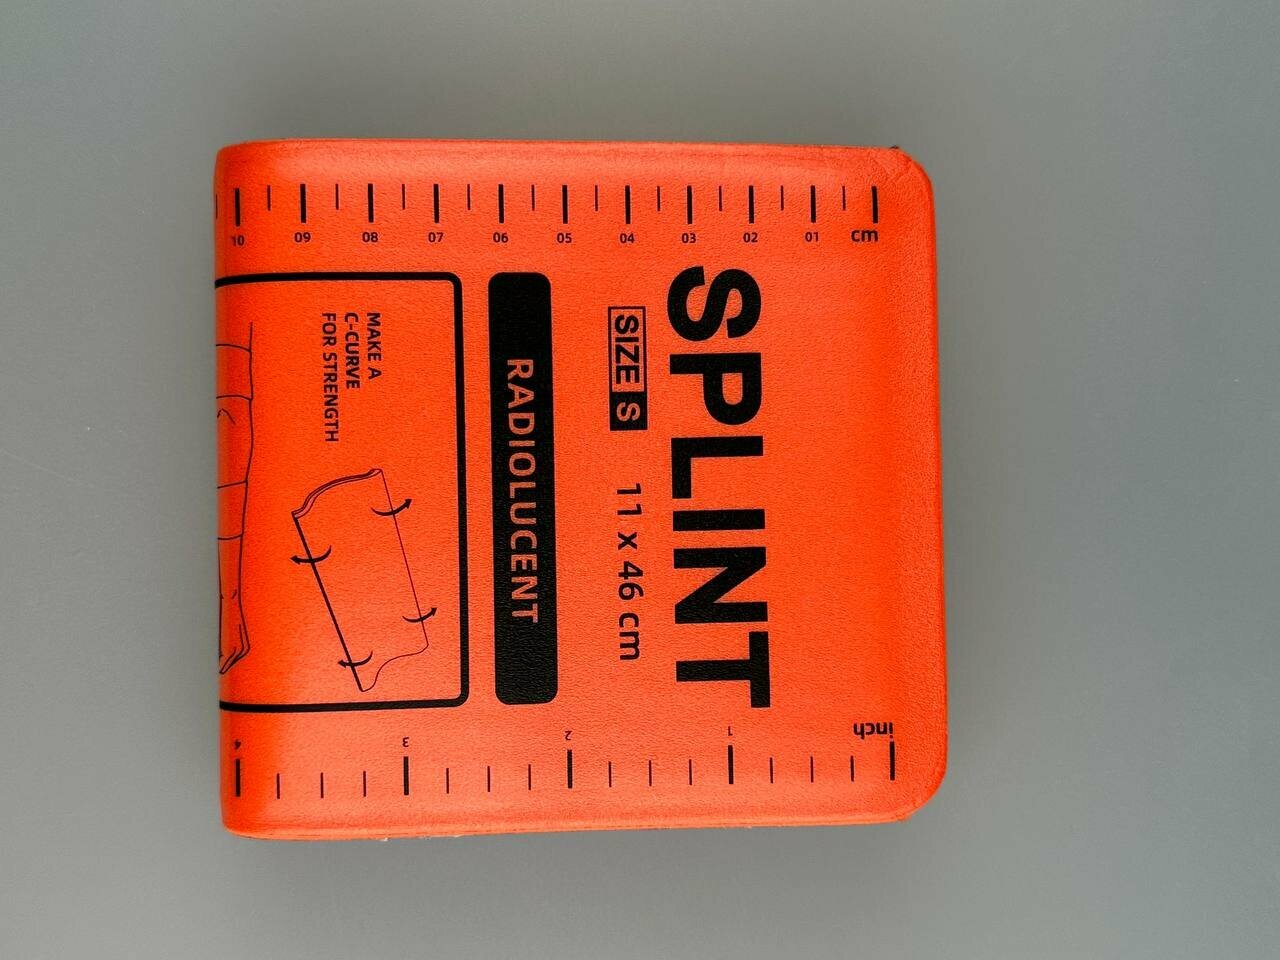 cm 01 02 03 04 05 06 07 08 09 10
SPLINT
SIZE S 11 x 46 cm
RADIOLUCENT
MAKE A
C-CURVE
FOR STRENGTH
inch 1 2 3 4